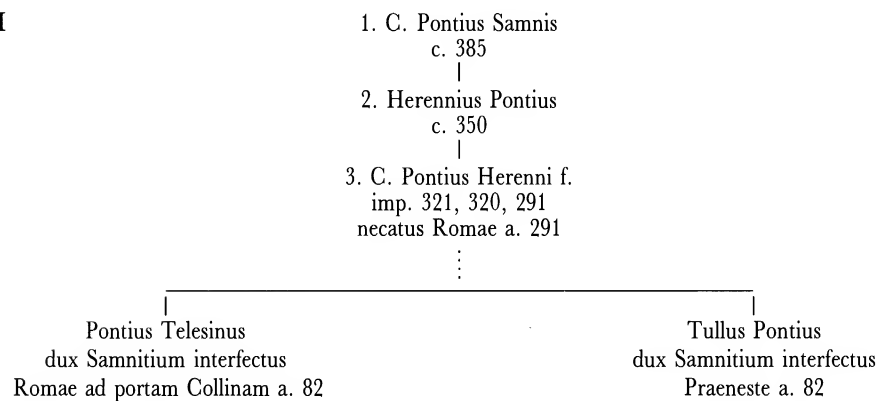 I
1. C. Pontius Samnis
c. 385
2. Herennius Pontius
c. 350
3. C. Pontius Herenni f.
imp. 321, 320, 291
necatus Romae a. 291
Pontius Telesinus
dux Samnitium interfectus
Romae ad portam Collinam a. 82
Tullus Pontius
dux Samnitium interfectus
Praeneste a. 82